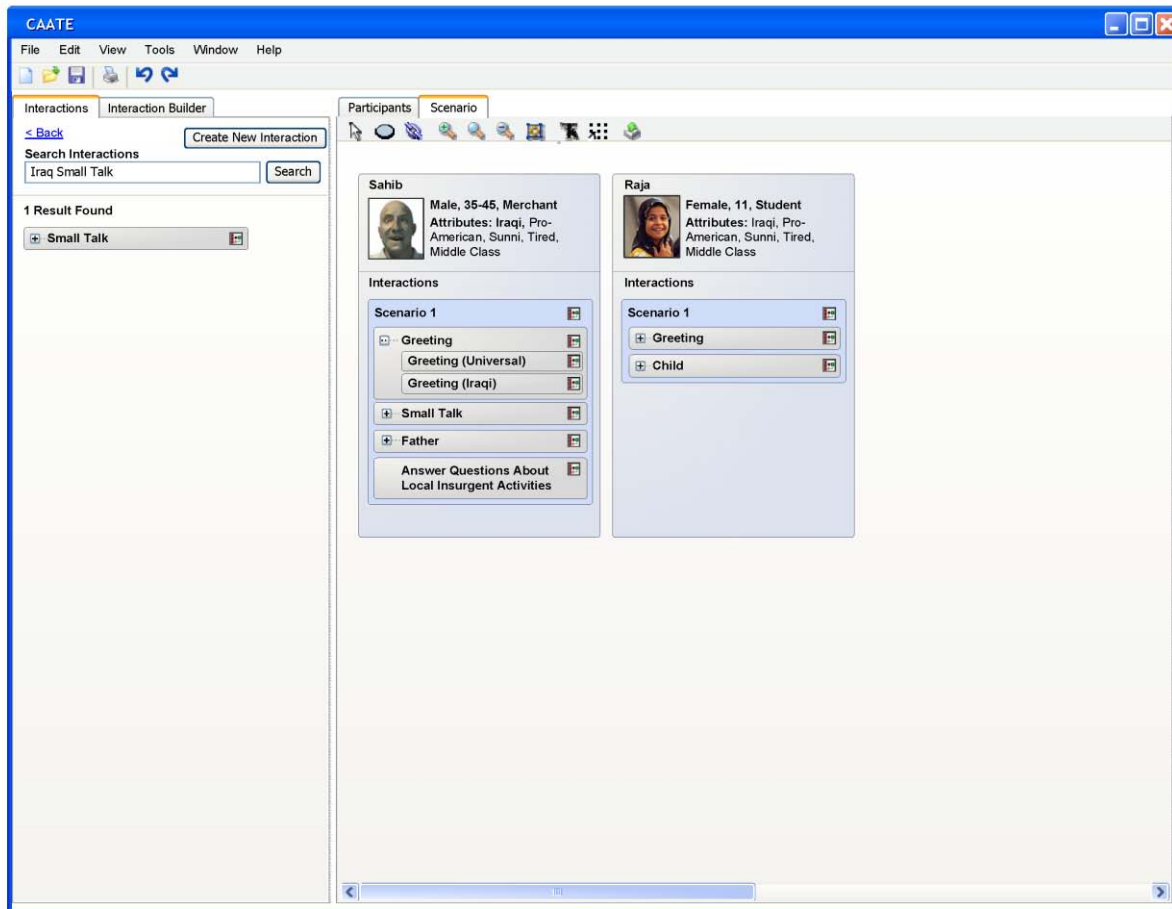 CAATE
File Edit View Tools Window Help
Interactions Interaction Builder
< Back
Create New Interaction
Search Interactions
Iraq Small Talk
Search
1 Result Found
Small Talk
Participants Scenario
Sahib
Male, 35-45, Merchant
Attributes: Iraqi, Pro-
American, Sunni, Tired,
Middle Class
Interactions
Scenario 1
Greeting
Greeting (Universal)
Greeting (Iraqi)
Small Talk
Father
Answer Questions About
Local Insurgent Activities
Raja
Female, 11, Student
Attributes: Iraqi, Pro-
American, Sunni, Tired,
Middle Class
Interactions
Scenario 1
Greeting
Child